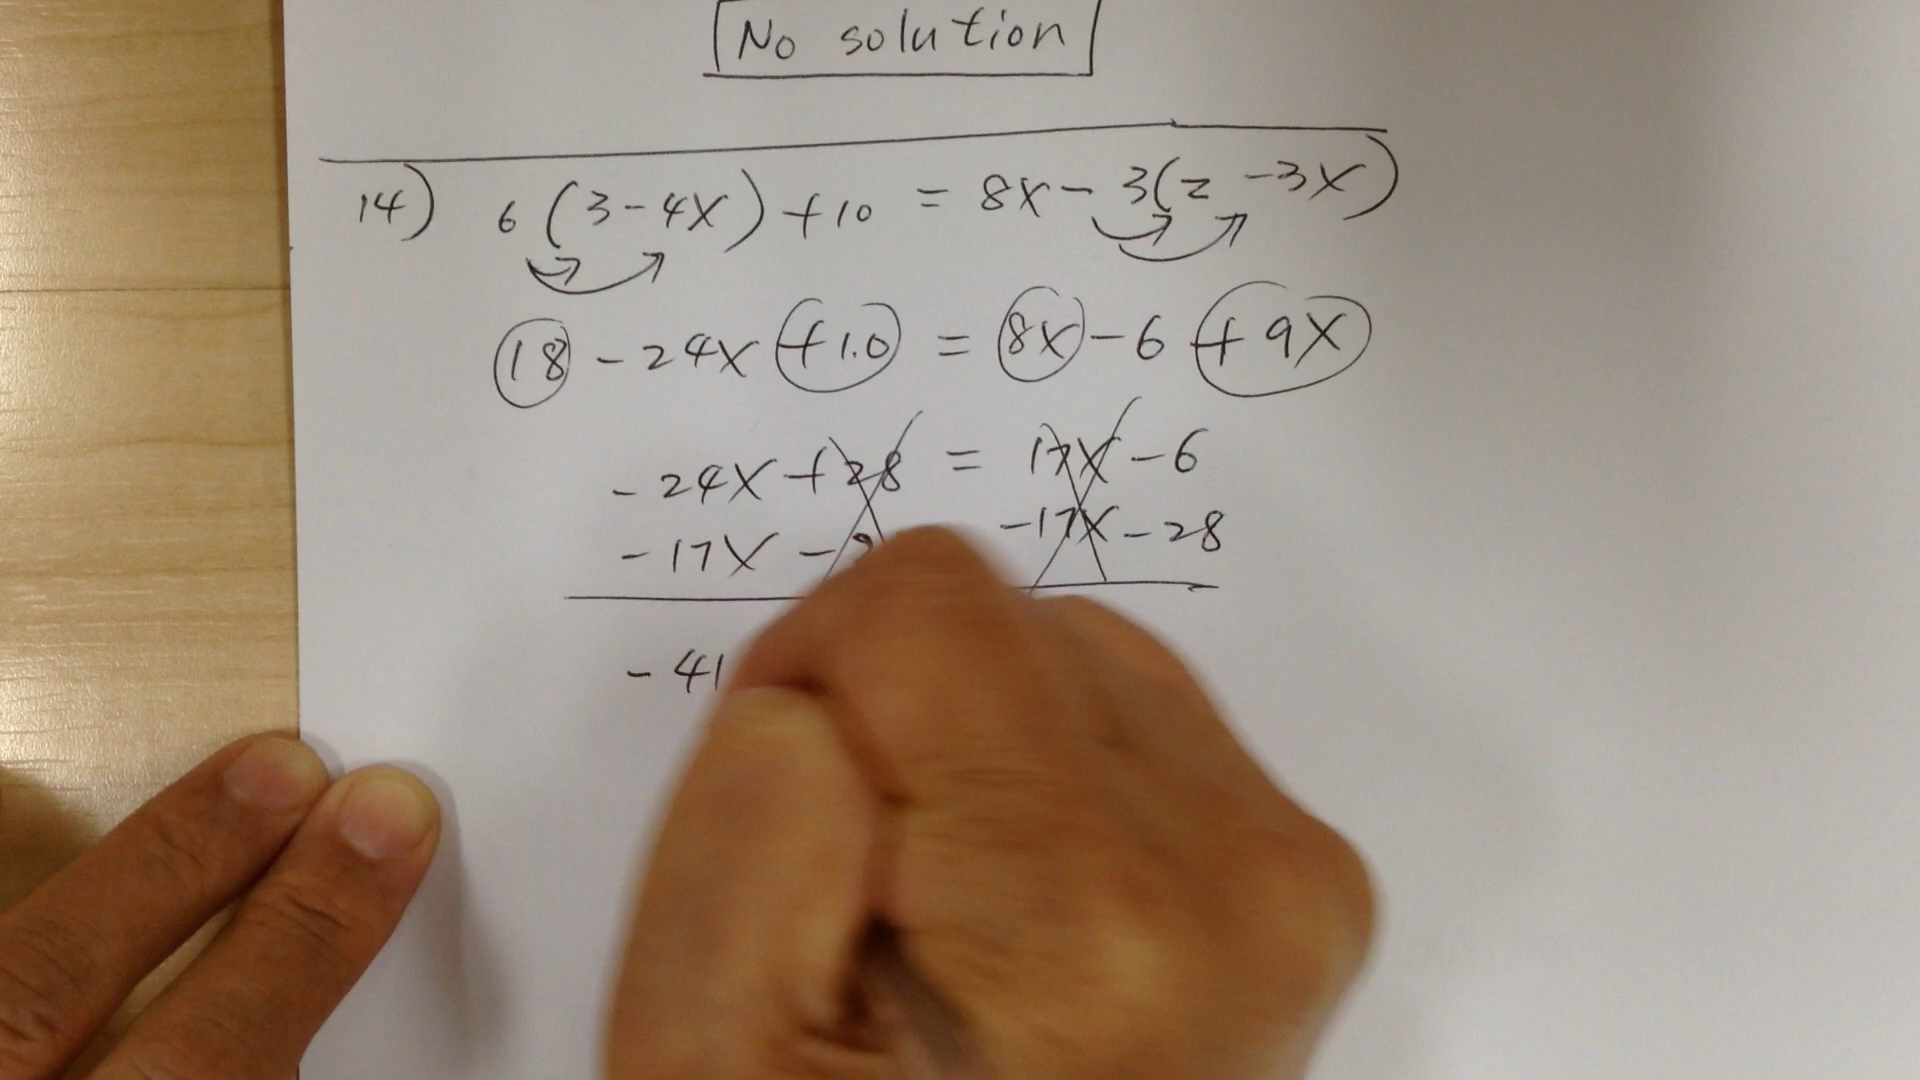 No solution
14) 6(3-4x)+10 = 8x-3(2-3x)
18-24x+10 = 8x-6+9x
-24x+28 = 17x-6
-17x- -17x-28
-41